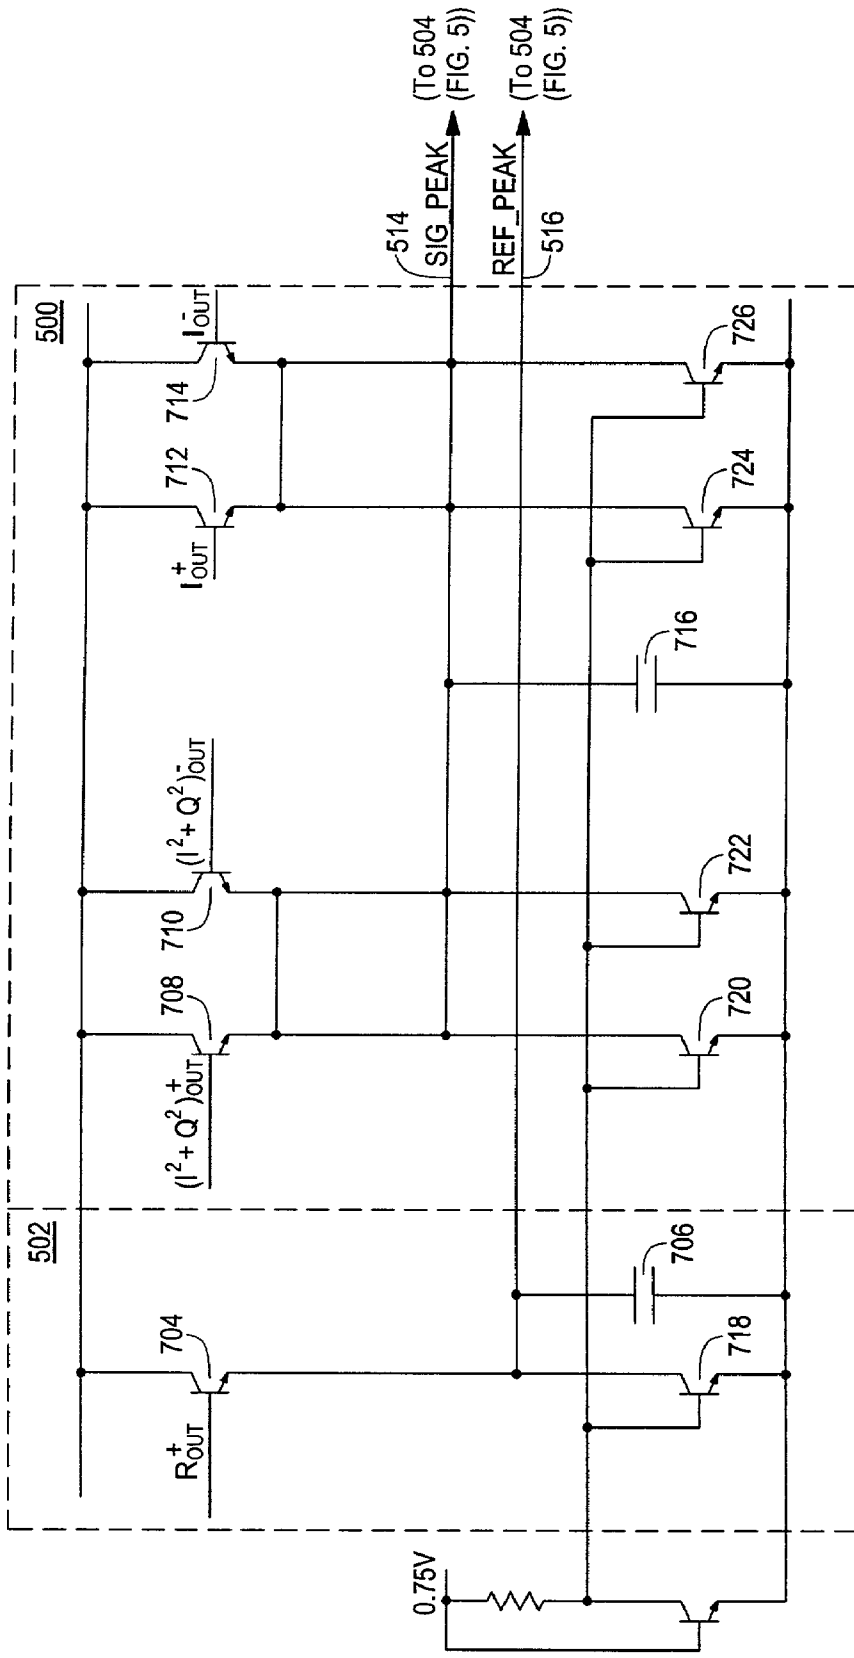 500
502
I⁻OUT
714
712
I⁺OUT
(I² + Q²)⁻OUT
710
708
(I² + Q²)⁺OUT
704
R⁺OUT
514
SIG_PEAK
(To 504
(FIG. 5))
REF_PEAK
516
(To 504
(FIG. 5))
726
724
716
722
720
706
718
0.75V